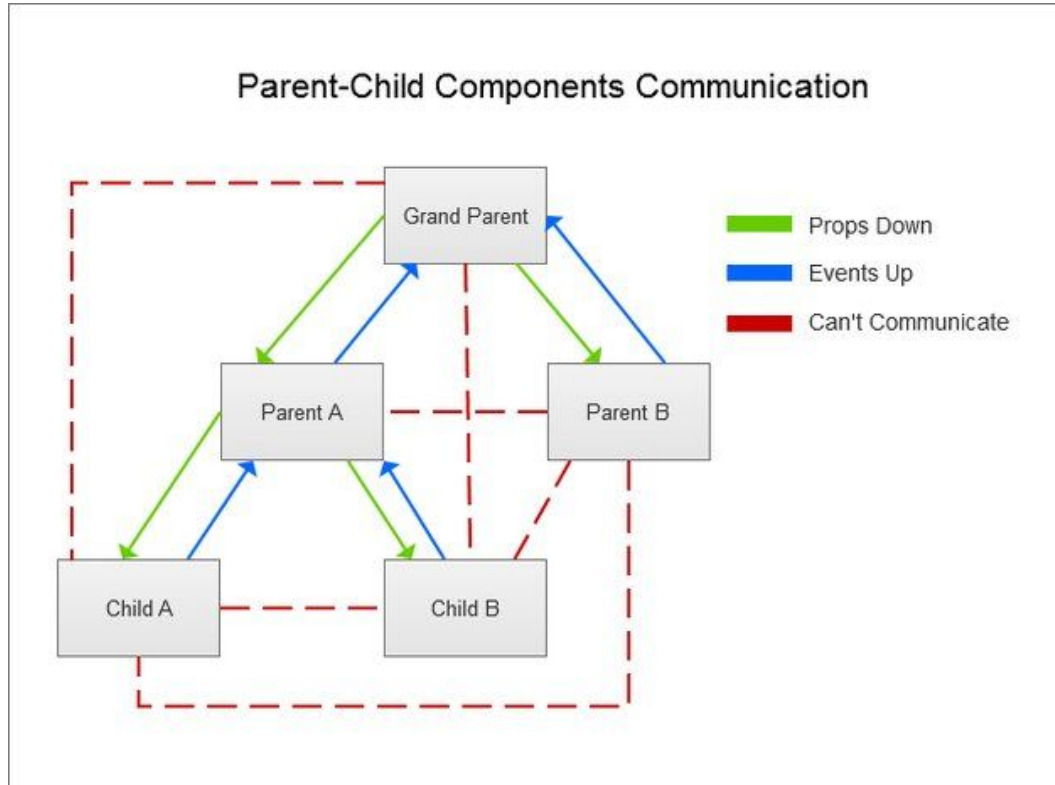 Parent-Child Components Communication
Grand Parent
Props Down
Events Up
Can't Communicate
Parent A
Parent B
Child A
Child B